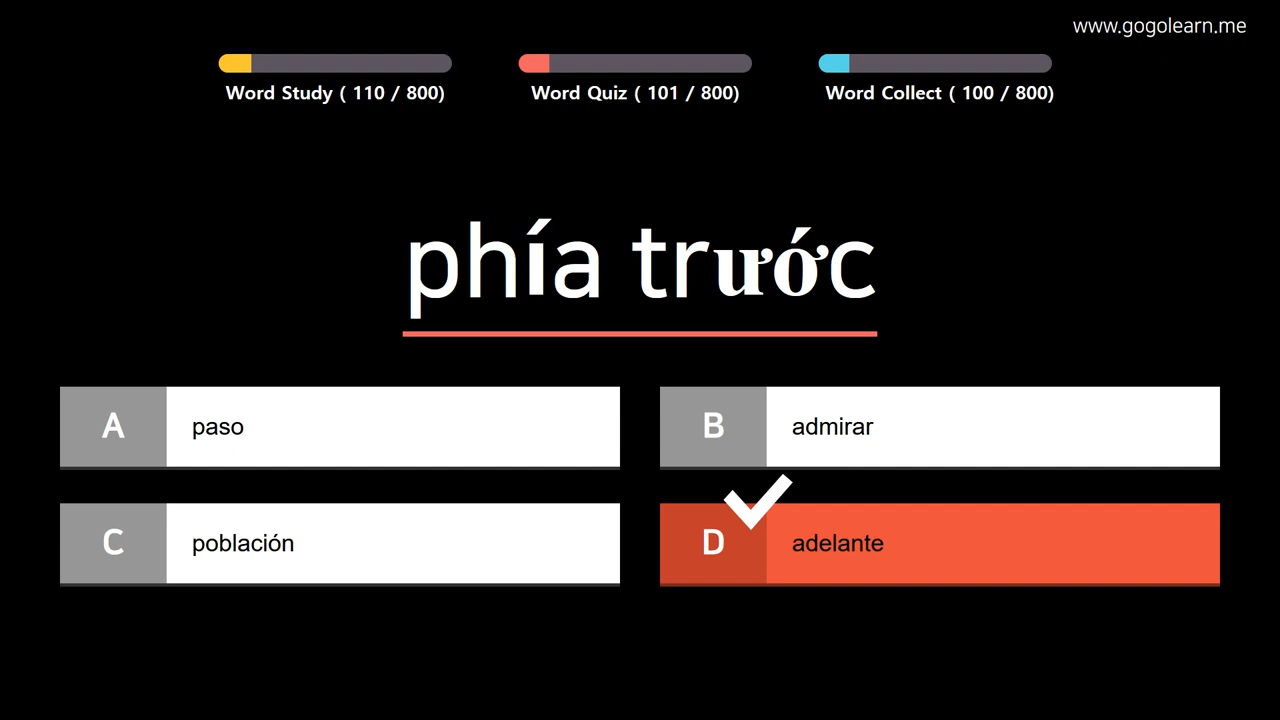 www.gogolearn.me
Word Study ( 110 / 800)
Word Quiz ( 101 / 800)
Word Collect ( 100 / 800)
phía trước
A paso
B admirar
C población
D adelante